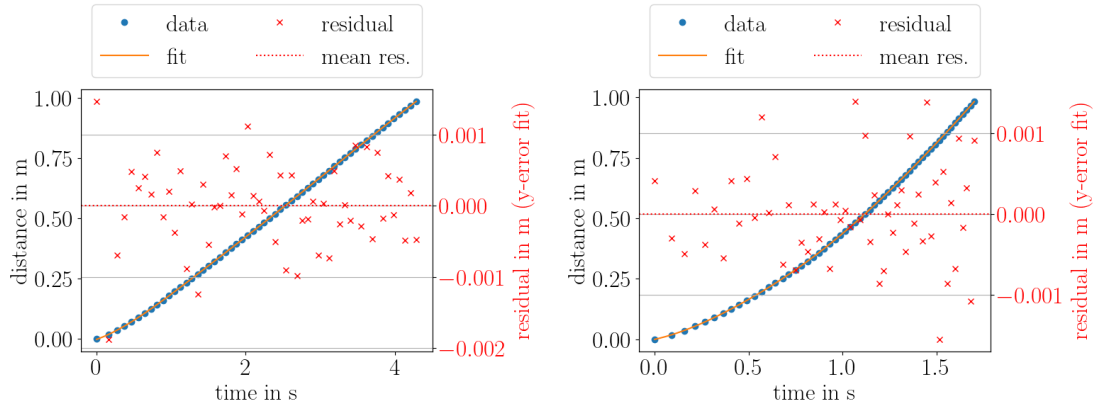 data
residual
fit
mean res.
1.00
0.75
0.50
0.25
0.00
distance in m
0
2
4
time in s
0.001
0.000
−0.001
−0.002
residual in m (y-error fit)
data
residual
fit
mean res.
1.00
0.75
0.50
0.25
0.00
distance in m
0.0
0.5
1.0
1.5
time in s
0.001
0.000
−0.001
residual in m (y-error fit)